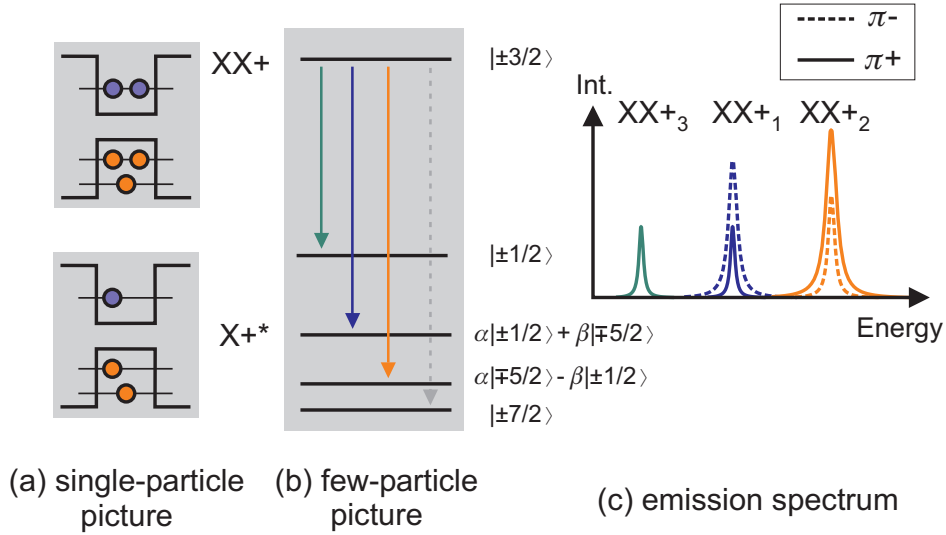 XX+
X+*
|±3/2⟩
|±1/2⟩
α|±1/2⟩ + β|∓5/2⟩
α|∓5/2⟩ - β|±1/2⟩
|±7/2⟩
π-
π+
Int.
XX+₃ XX+₁ XX+₂
Energy
(a) single-particle
picture
(b) few-particle
picture
(c) emission spectrum